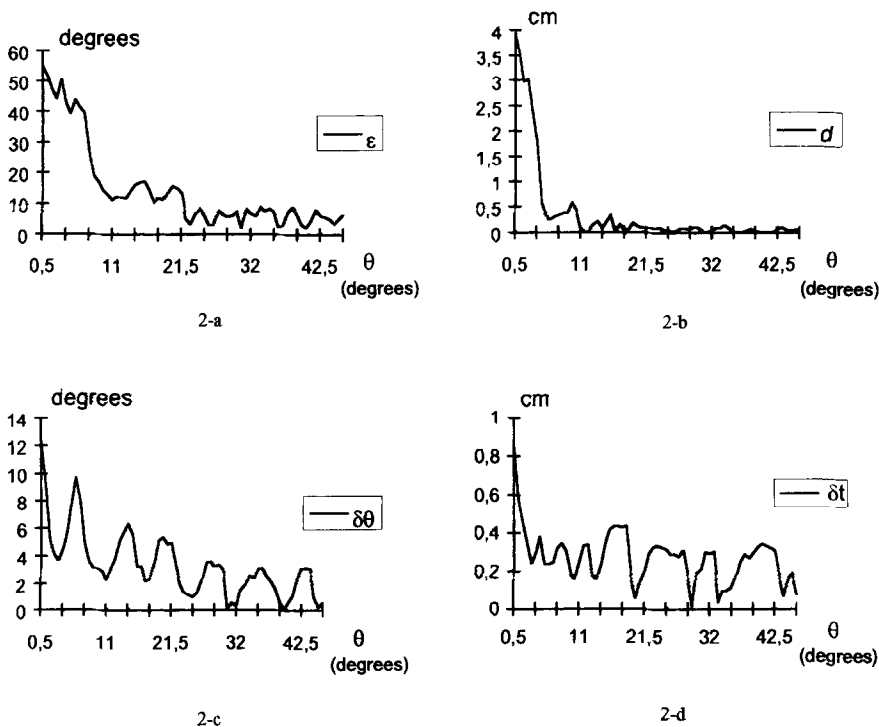 degrees
60
50
40
30
20
10
0
ε
0,5 11 21,5 32 42,5 θ
(degrees)
2-a
cm
4
3,5
3
2,5
2
1,5
1
0,5
0
d
0,5 11 21,5 32 42,5 θ
(degrees)
2-b
degrees
14
12
10
8
6
4
2
0
δθ
0,5 11 21,5 32 42,5 θ
(degrees)
2-c
cm
1
0,8
0,6
0,4
0,2
0
δt
0,5 11 21,5 32 42,5 θ
(degrees)
2-d